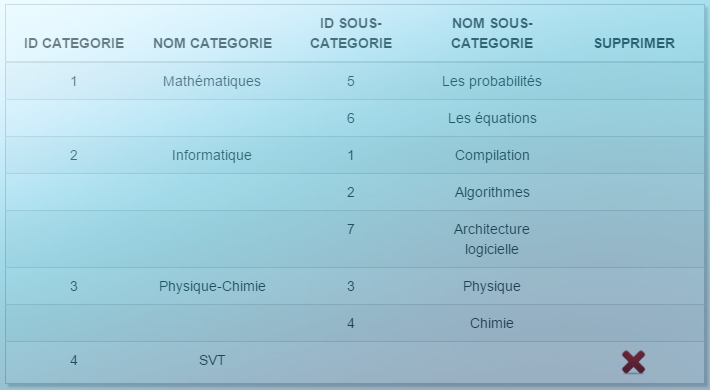 ID CATEGORIE NOM CATEGORIE ID SOUS-CATEGORIE NOM SOUS-CATEGORIE SUPPRIMER
1 Mathématiques 5 Les probabilités
6 Les équations
2 Informatique 1 Compilation
2 Algorithmes
7 Architecture
logicielle
3 Physique-Chimie 3 Physique
4 Chimie
4 SVT